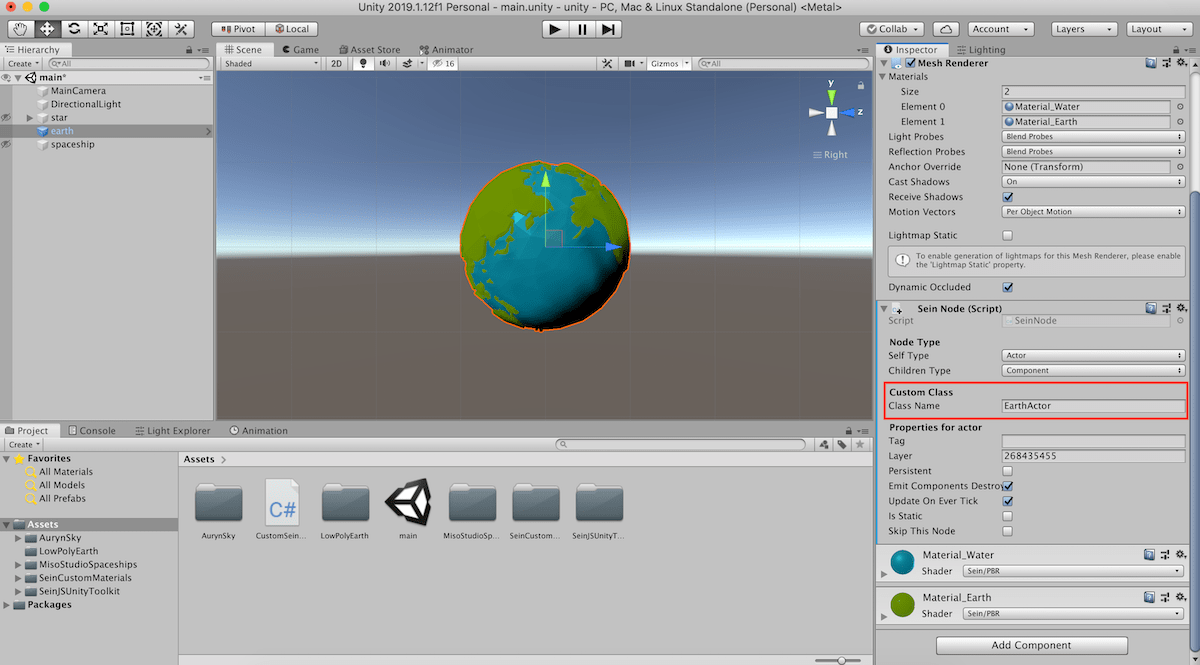 Unity 2019.1.12f1 Personal - main.unity - unity - PC, Mac & Linux Standalone (Personal) <Metal>
Pivot Local Collab Account Layers Layout
Hierarchy
Create All
main*
MainCamera
DirectionalLight
star
earth
spaceship
Scene Game Asset Store Animator
Shaded 2D 16 Gizmos All
y
z
Right
Inspector Lighting
Mesh Renderer
Materials
Size 2
Element 0 Material_Water
Element 1 Material_Earth
Light Probes Blend Probes
Reflection Probes Blend Probes
Anchor Override None (Transform)
Cast Shadows On
Receive Shadows
Motion Vectors Per Object Motion
Lightmap Static
To enable generation of lightmaps for this Mesh Renderer, please enable
the 'Lightmap Static' property.
Dynamic Occluded
Sein Node (Script)
Script SeinNode
Node Type
Self Type Actor
Children Type Component
Custom Class
Class Name EarthActor
Properties for actor
Tag
Layer 268435455
Persistent
Emit Components Destroy
Update On Ever Tick
Is Static
Skip This Node
Material_Water
Shader Sein/PBR
Material_Earth
Shader Sein/PBR
Add Component
Project Console Light Explorer Animation
Create
Favorites
All Materials
All Models
All Prefabs
Assets
AurynSky
LowPolyEarth
MisoStudioSpaceships
SeinCustomMaterials
SeinJSUnityToolkit
Packages
Assets
C#
AurynSky CustomSein... LowPolyEarth main MisoStudioSp... SeinCustom... SeinJSUnityT...